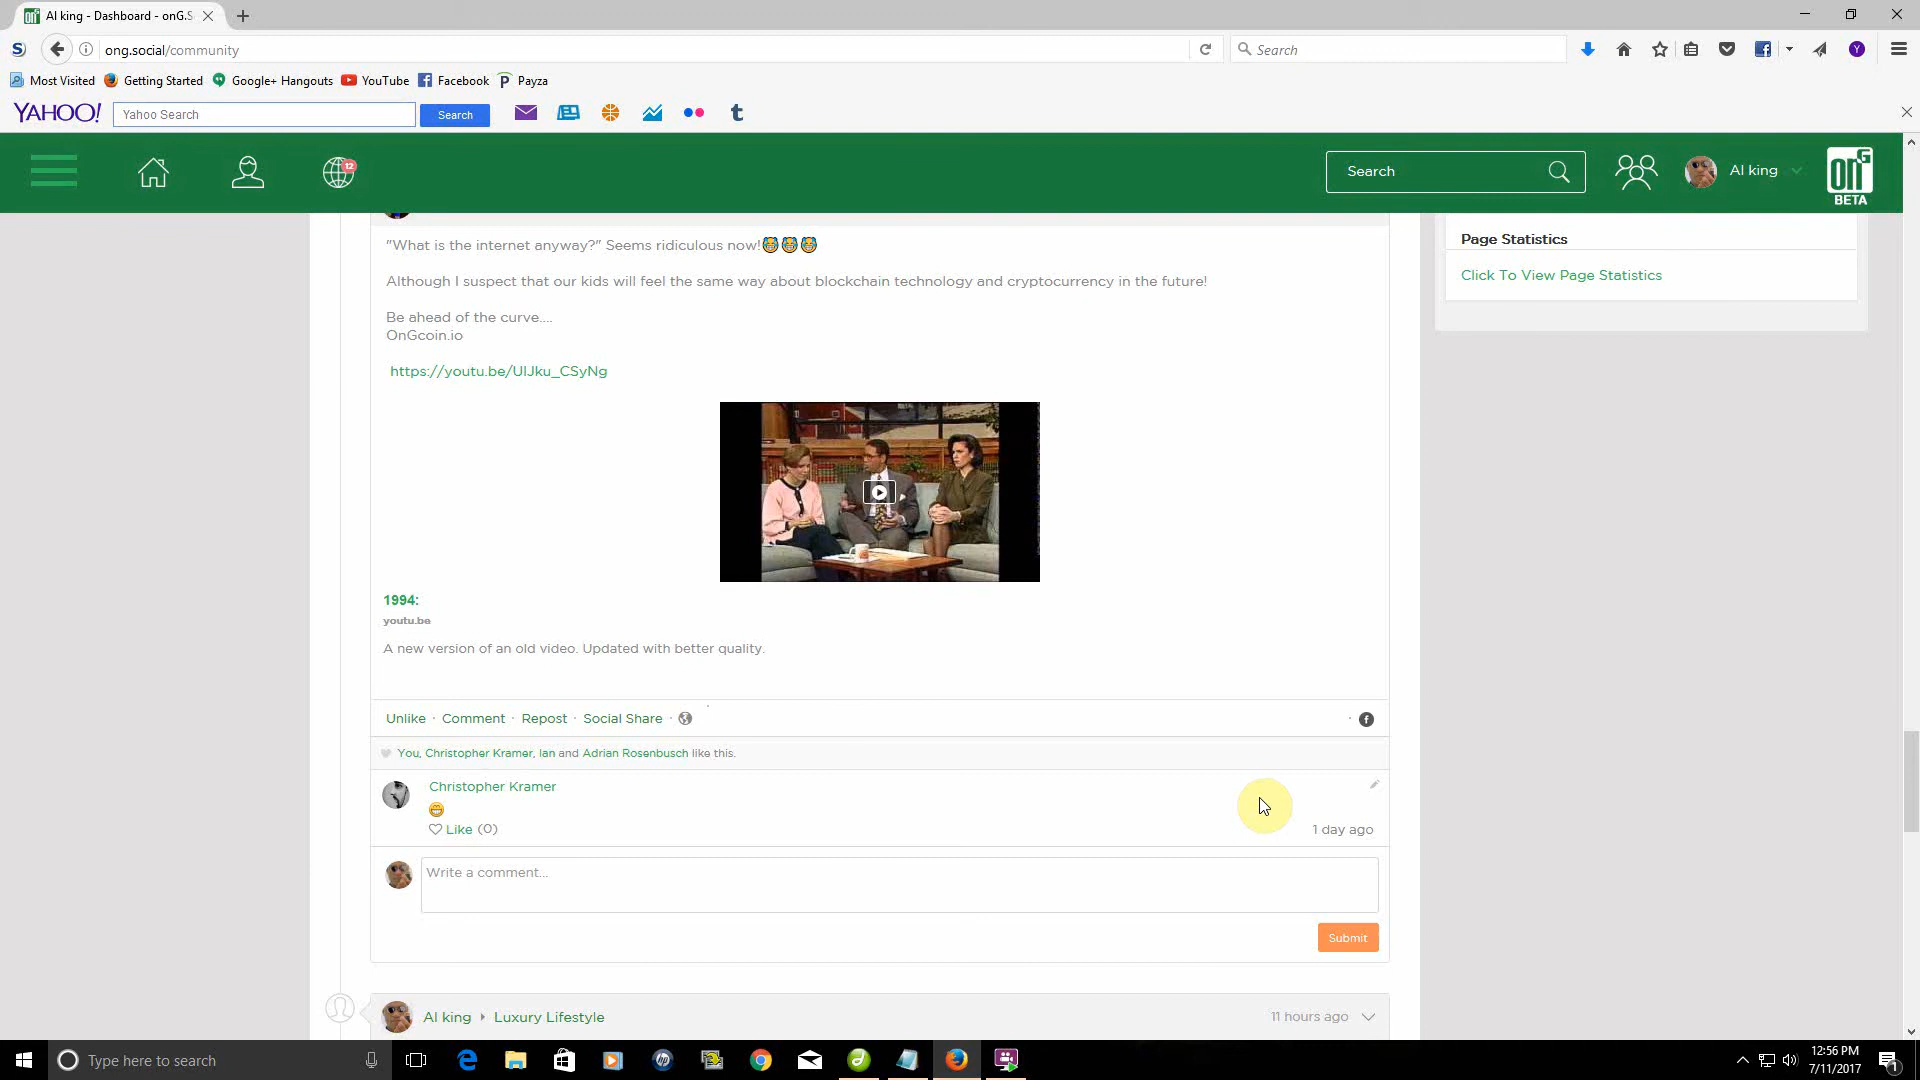 Al king - Dashboard - onG.S
ong.social/community
Search
Most Visited
Getting Started
Google+ Hangouts
YouTube
Facebook
Payza
YAHOO!
Yahoo Search
Search
12
Search
Al king
onG
BETA
"What is the internet anyway?" Seems ridiculous now!
Although I suspect that our kids will feel the same way about blockchain technology and cryptocurrency in the future!
Be ahead of the curve....
OnGcoin.io
https://youtu.be/UlJku_CSyNg
1994:
youtu.be
A new version of an old video. Updated with better quality.
Unlike · Comment · Repost · Social Share ·
You, Christopher Kramer, Ian and Adrian Rosenbusch like this.
Christopher Kramer
Like (0)
1 day ago
Write a comment...
Submit
Al king
Luxury Lifestyle
11 hours ago
Page Statistics
Click To View Page Statistics
Type here to search
12:56 PM
7/11/2017
1